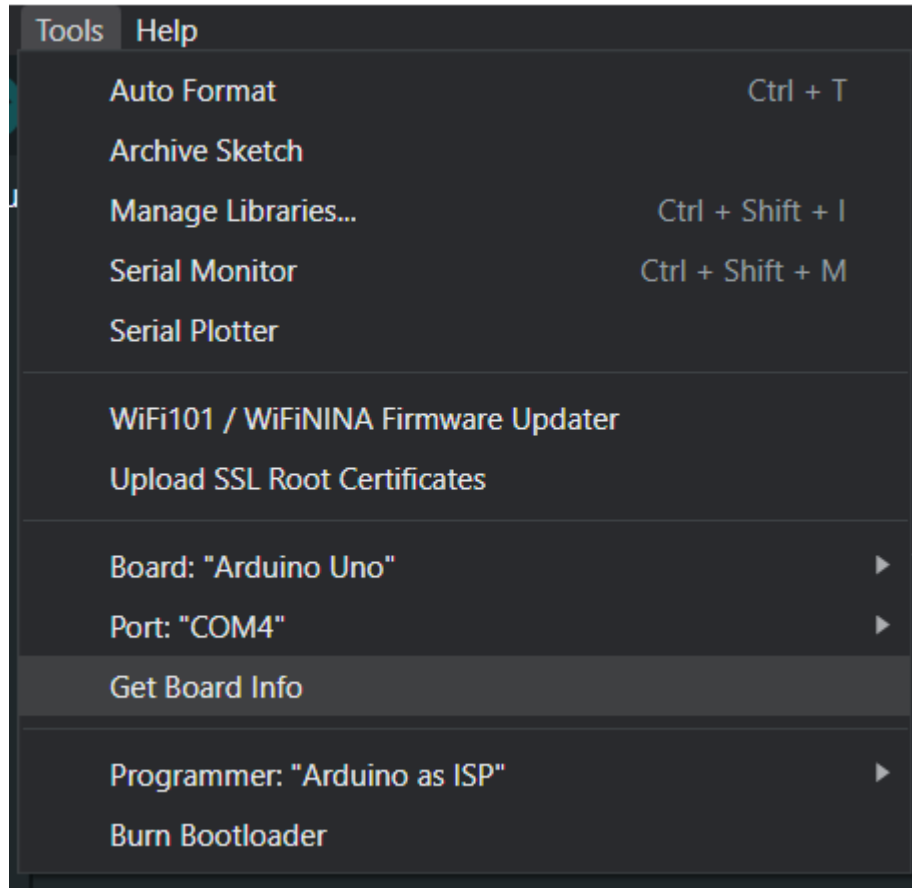 Tools Help
Auto Format Ctrl + T
Archive Sketch
Manage Libraries... Ctrl + Shift + I
Serial Monitor Ctrl + Shift + M
Serial Plotter
WiFi101 / WiFiNINA Firmware Updater
Upload SSL Root Certificates
Board: "Arduino Uno"
Port: "COM4"
Get Board Info
Programmer: "Arduino as ISP"
Burn Bootloader